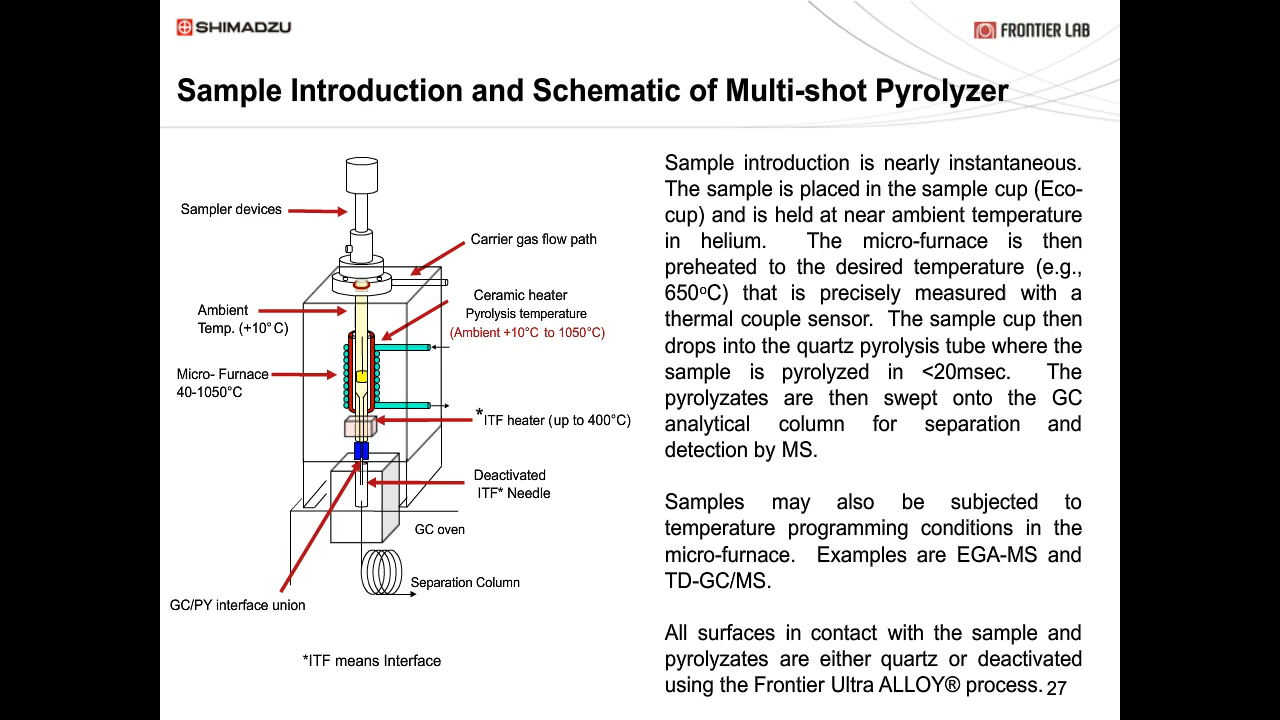 SHIMADZU
FRONTIER LAB
Sample Introduction and Schematic of Multi-shot Pyrolyzer
Sampler devices
Carrier gas flow path
Ceramic heater
Pyrolysis temperature
(Ambient +10°C to 1050°C)
Ambient
Temp. (+10°C)
Micro- Furnace
40-1050°C
*ITF heater (up to 400°C)
Deactivated
ITF* Needle
GC oven
Separation Column
GC/PY interface union
*ITF means Interface
Sample introduction is nearly instantaneous.
The sample is placed in the sample cup (Eco-
cup) and is held at near ambient temperature
in helium. The micro-furnace is then
preheated to the desired temperature (e.g.,
650ºC) that is precisely measured with a
thermal couple sensor. The sample cup then
drops into the quartz pyrolysis tube where the
sample is pyrolyzed in <20msec. The
pyrolyzates are then swept onto the GC
analytical column for separation and
detection by MS.
Samples may also be subjected to
temperature programming conditions in the
micro-furnace. Examples are EGA-MS and
TD-GC/MS.
All surfaces in contact with the sample and
pyrolyzates are either quartz or deactivated
using the Frontier Ultra ALLOY® process.
27